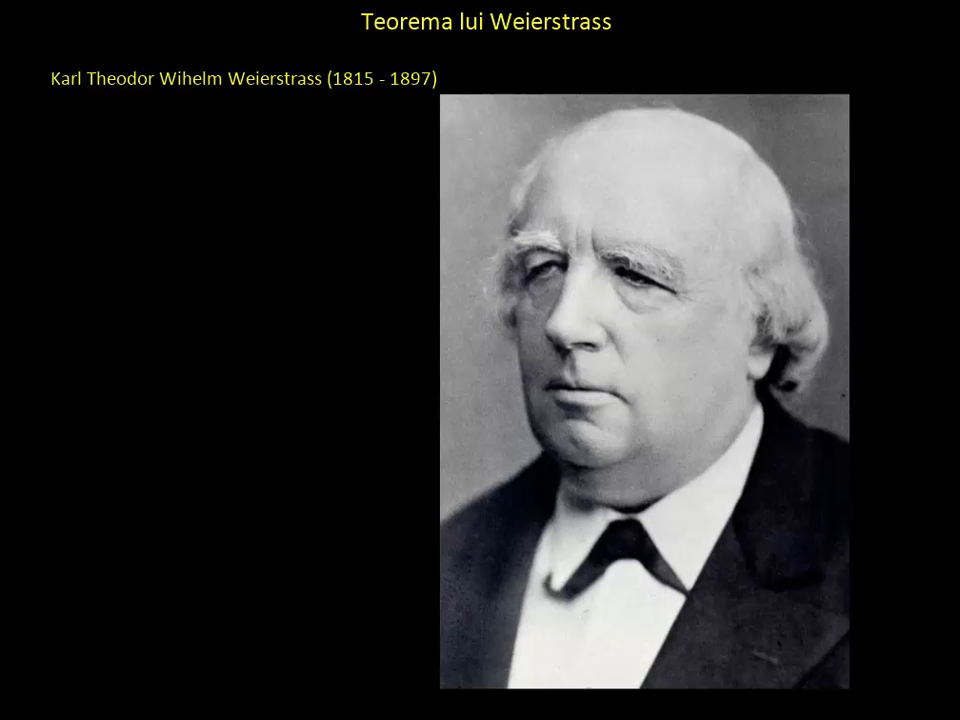 Teorema lui Weierstrass
Karl Theodor Wihelm Weierstrass (1815 - 1897)